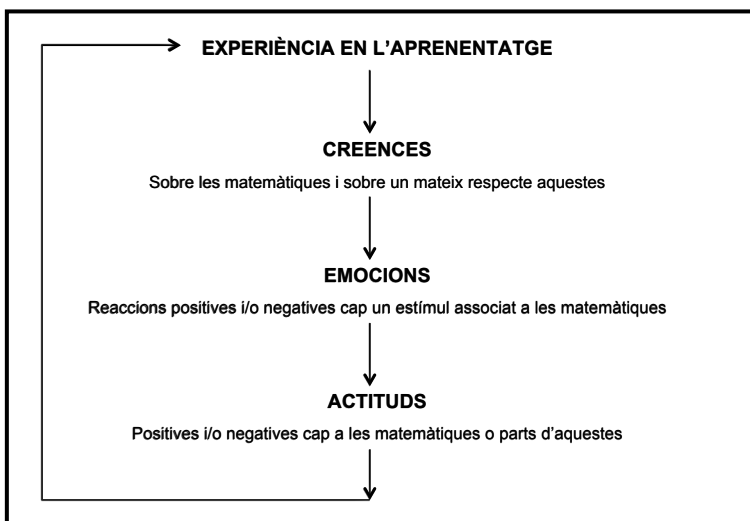 EXPERIÈNCIA EN L'APRENENTATGE
CREENCES
Sobre les matemàtiques i sobre un mateix respecte aquestes
EMOCIONS
Reaccions positives i/o negatives cap un estímul associat a les matemàtiques
ACTITUDS
Positives i/o negatives cap a les matemàtiques o parts d'aquestes